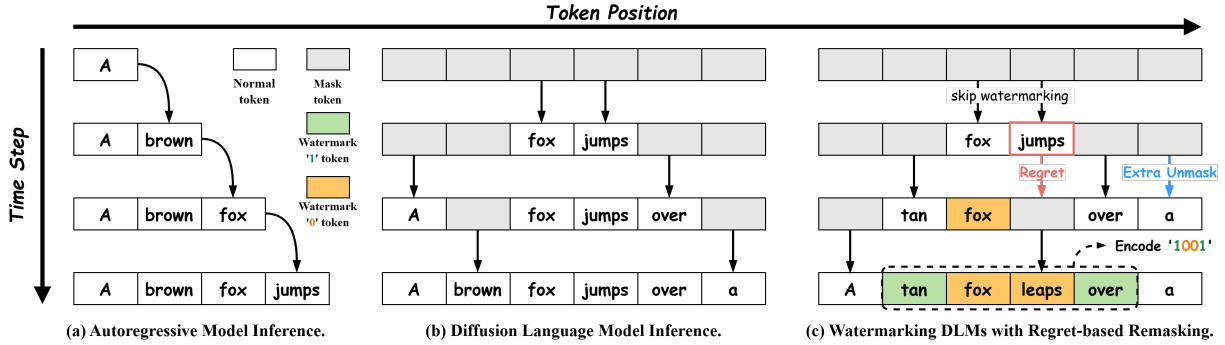 Token Position
Time Step
A
A brown
A brown fox
A brown fox jumps
Normal token
Mask token
Watermark '1' token
Watermark '0' token
(a) Autoregressive Model Inference.
fox jumps
A fox jumps over
A brown fox jumps over a
(b) Diffusion Language Model Inference.
skip watermarking
fox jumps
Regret
Extra Unmask
tan fox over a
Encode '1001'
A tan fox leaps over a
(c) Watermarking DLMs with Regret-based Remasking.